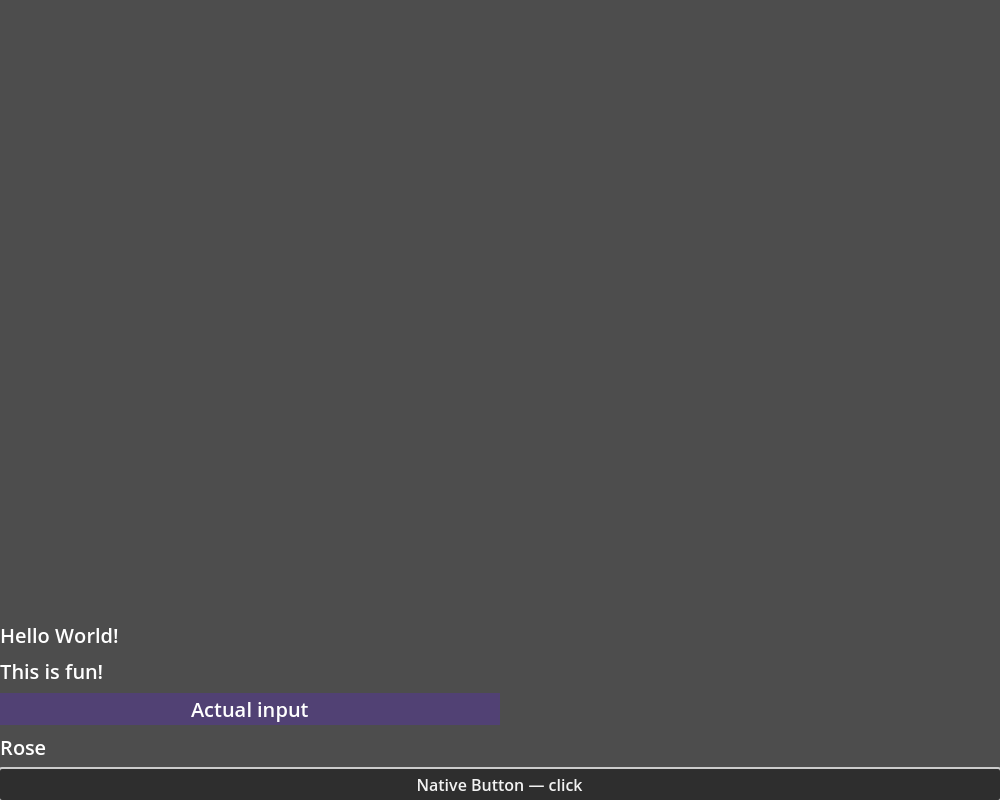 Hello World!
This is fun!
Actual input
Rose
Native Button — click